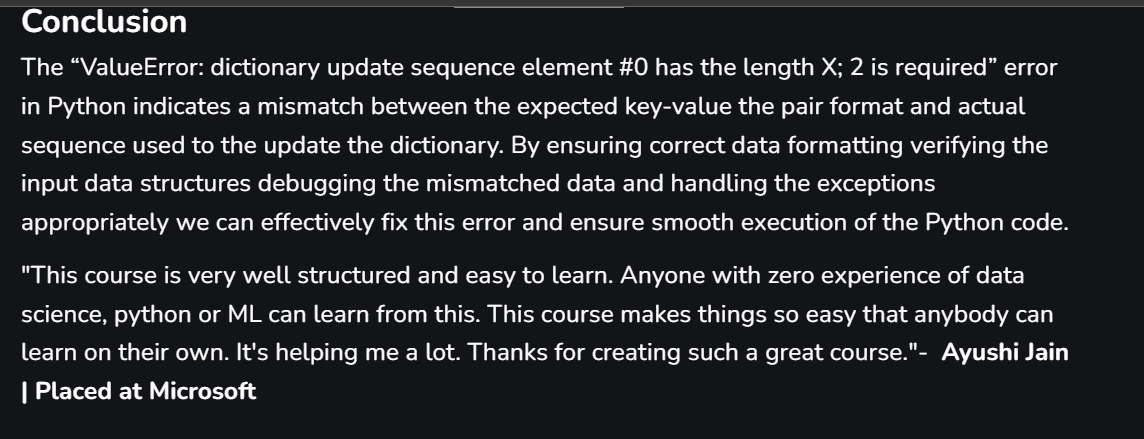 Conclusion
The “ValueError: dictionary update sequence element #0 has the length X; 2 is required” error
in Python indicates a mismatch between the expected key-value the pair format and actual
sequence used to the update the dictionary. By ensuring correct data formatting verifying the
input data structures debugging the mismatched data and handling the exceptions
appropriately we can effectively fix this error and ensure smooth execution of the Python code.
"This course is very well structured and easy to learn. Anyone with zero experience of data
science, python or ML can learn from this. This course makes things so easy that anybody can
learn on their own. It's helping me a lot. Thanks for creating such a great course."- Ayushi Jain
| Placed at Microsoft